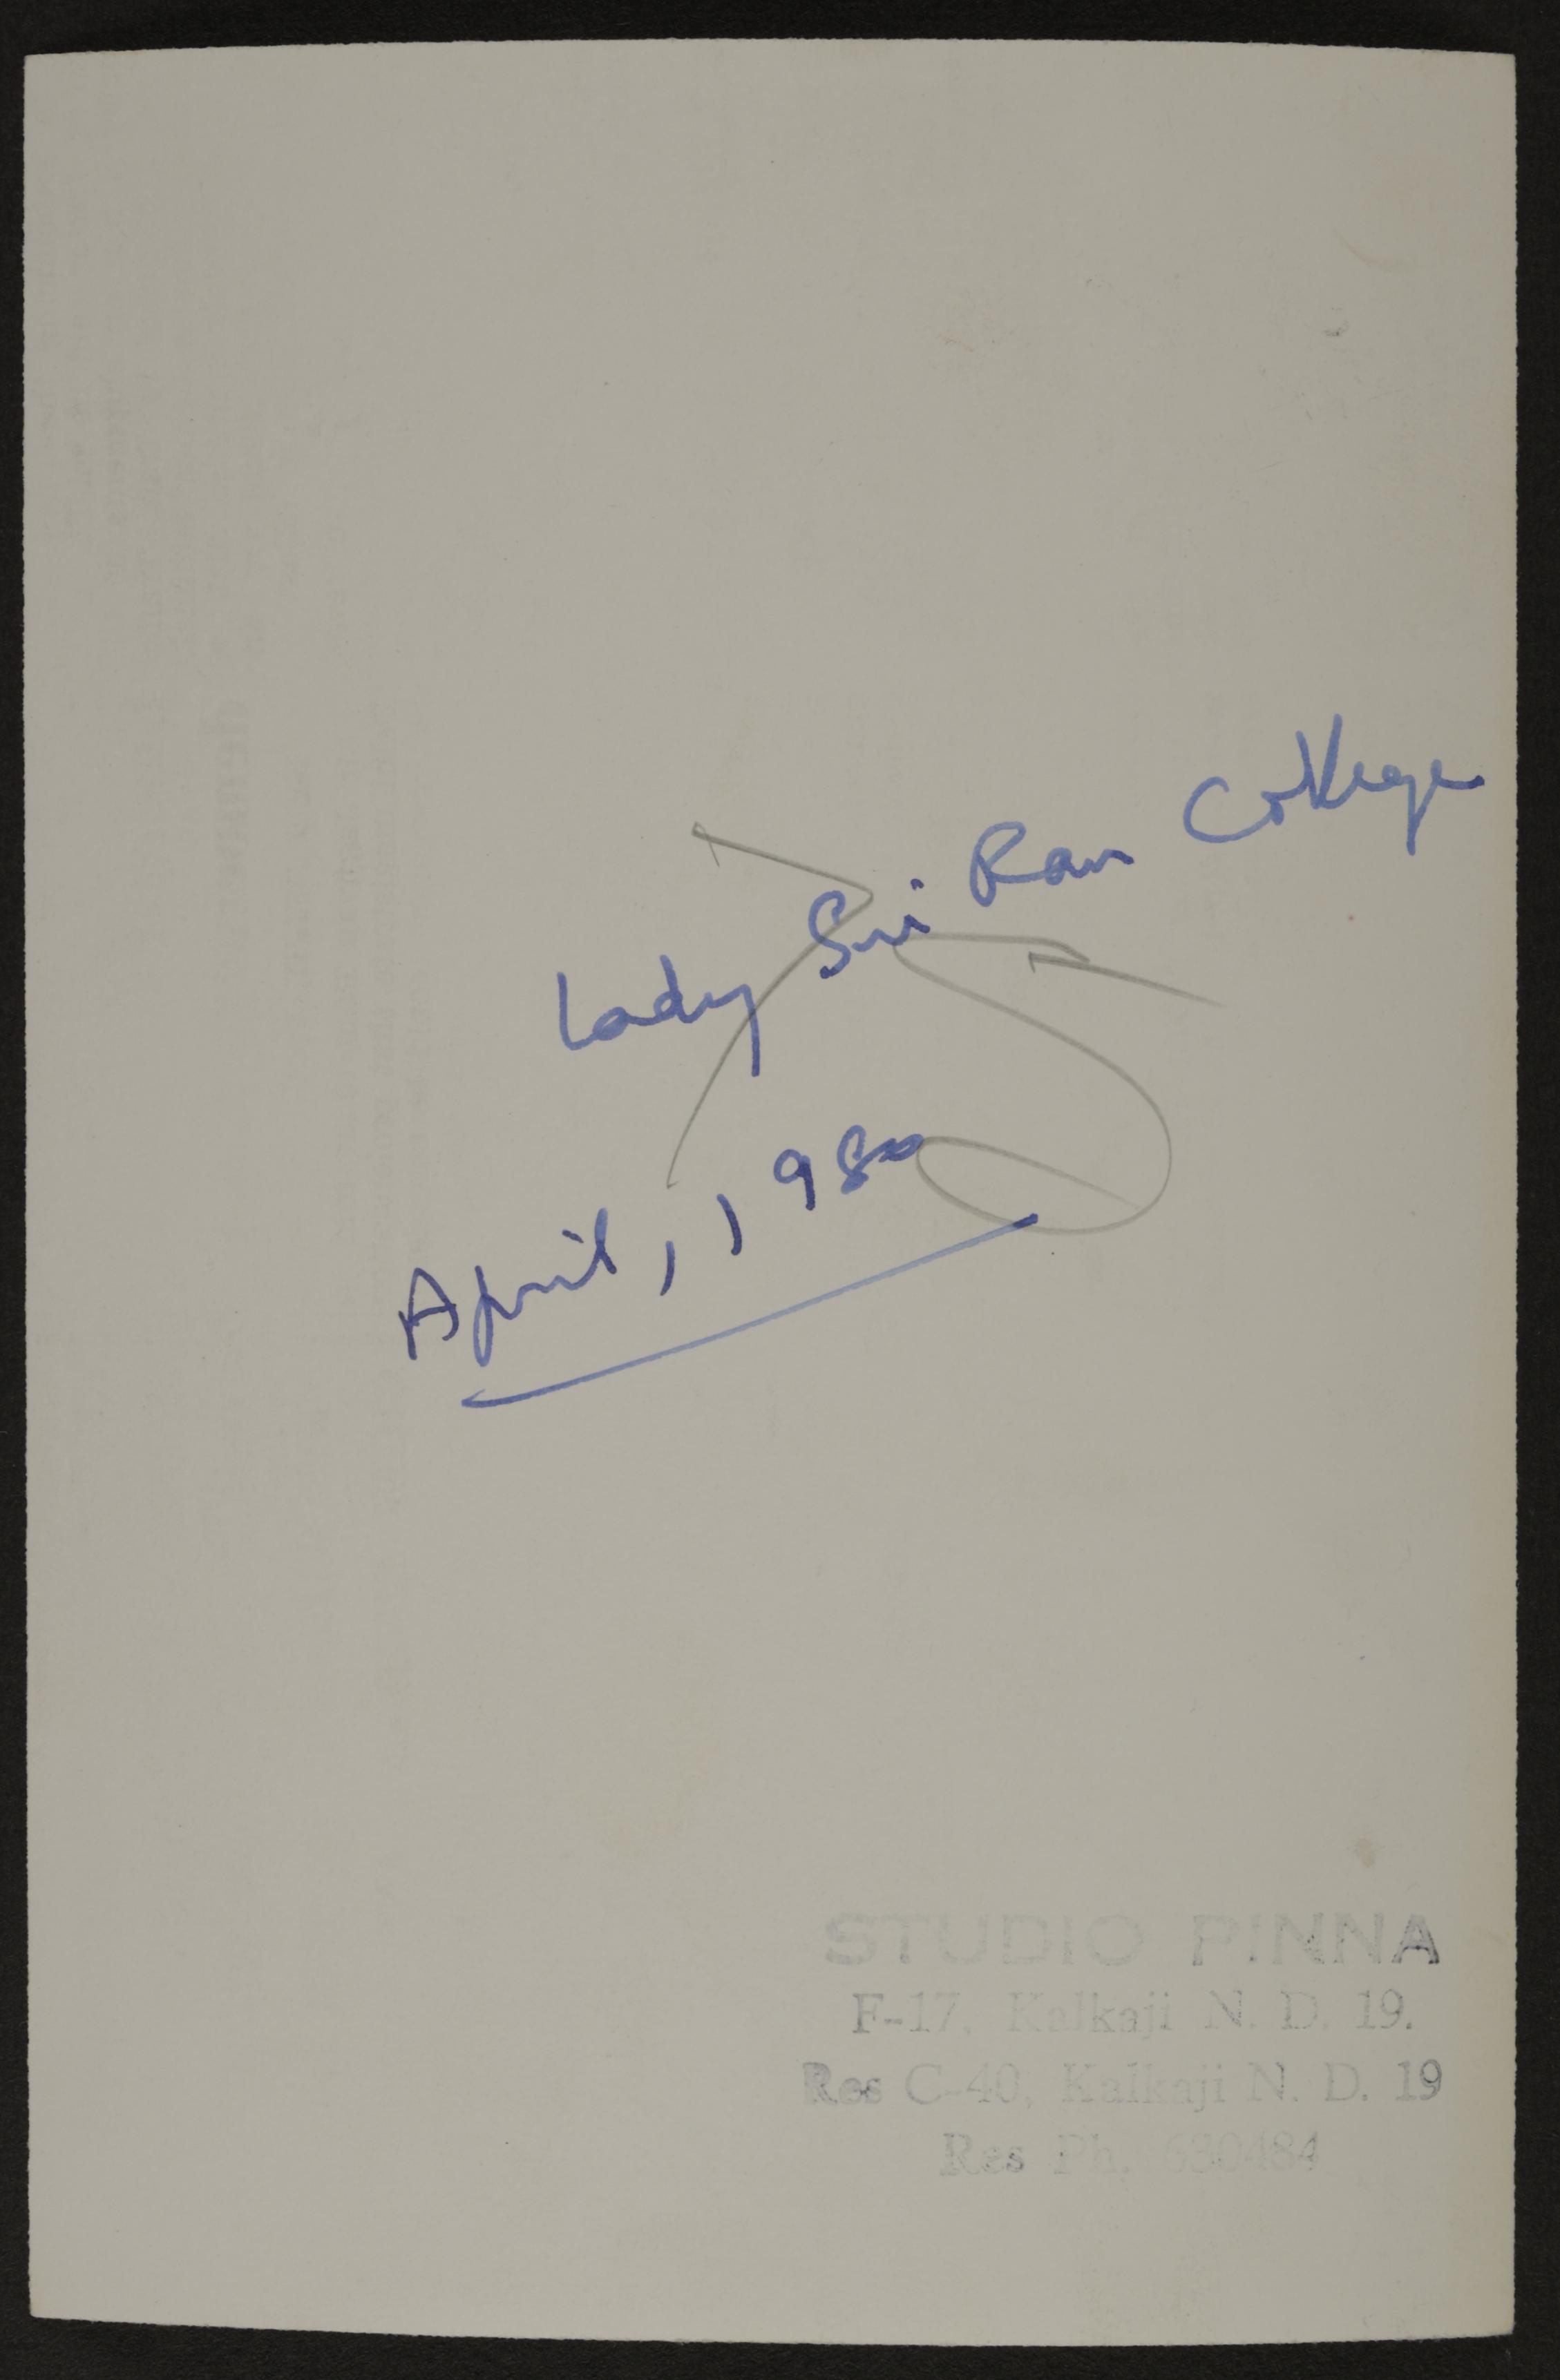 Lady Sri Ram College
April, 1980
STUDIO PINNA
F-17, Kalkaji N. D. 19.
Res C-40, Kalkaji N. D. 19
Res Ph. 630484